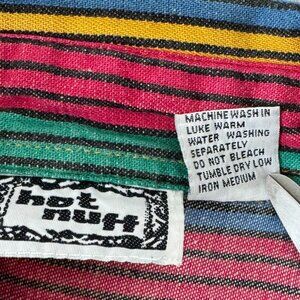 MACHINE WASH IN
LUKE WARM
WATER WASHING
SEPARATELY
DO NOT BLEACH
TUMBLE DRY LOW
IRON MEDIUM
hot
nuff